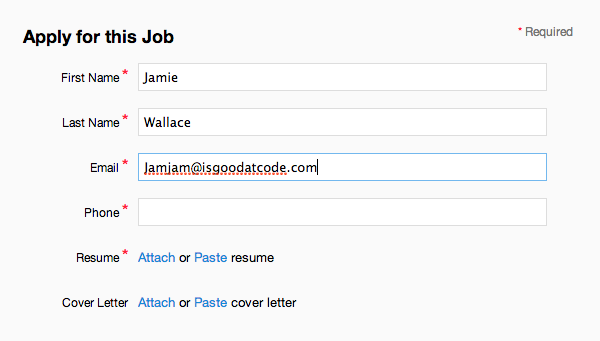 Apply for this Job
* Required
First Name * Jamie
Last Name * Wallace
Email * Jamjam@isgoodatcode.com
Phone *
Resume * Attach or Paste resume
Cover Letter Attach or Paste cover letter